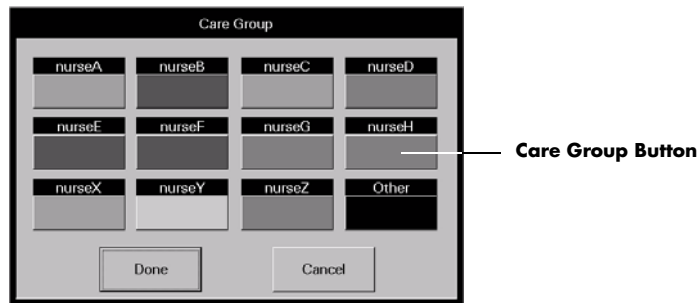 Care Group
nurseA nurseB nurseC nurseD
nurseE nurseF nurseG nurseH
Care Group Button
nurseX nurseY nurseZ Other
Done Cancel